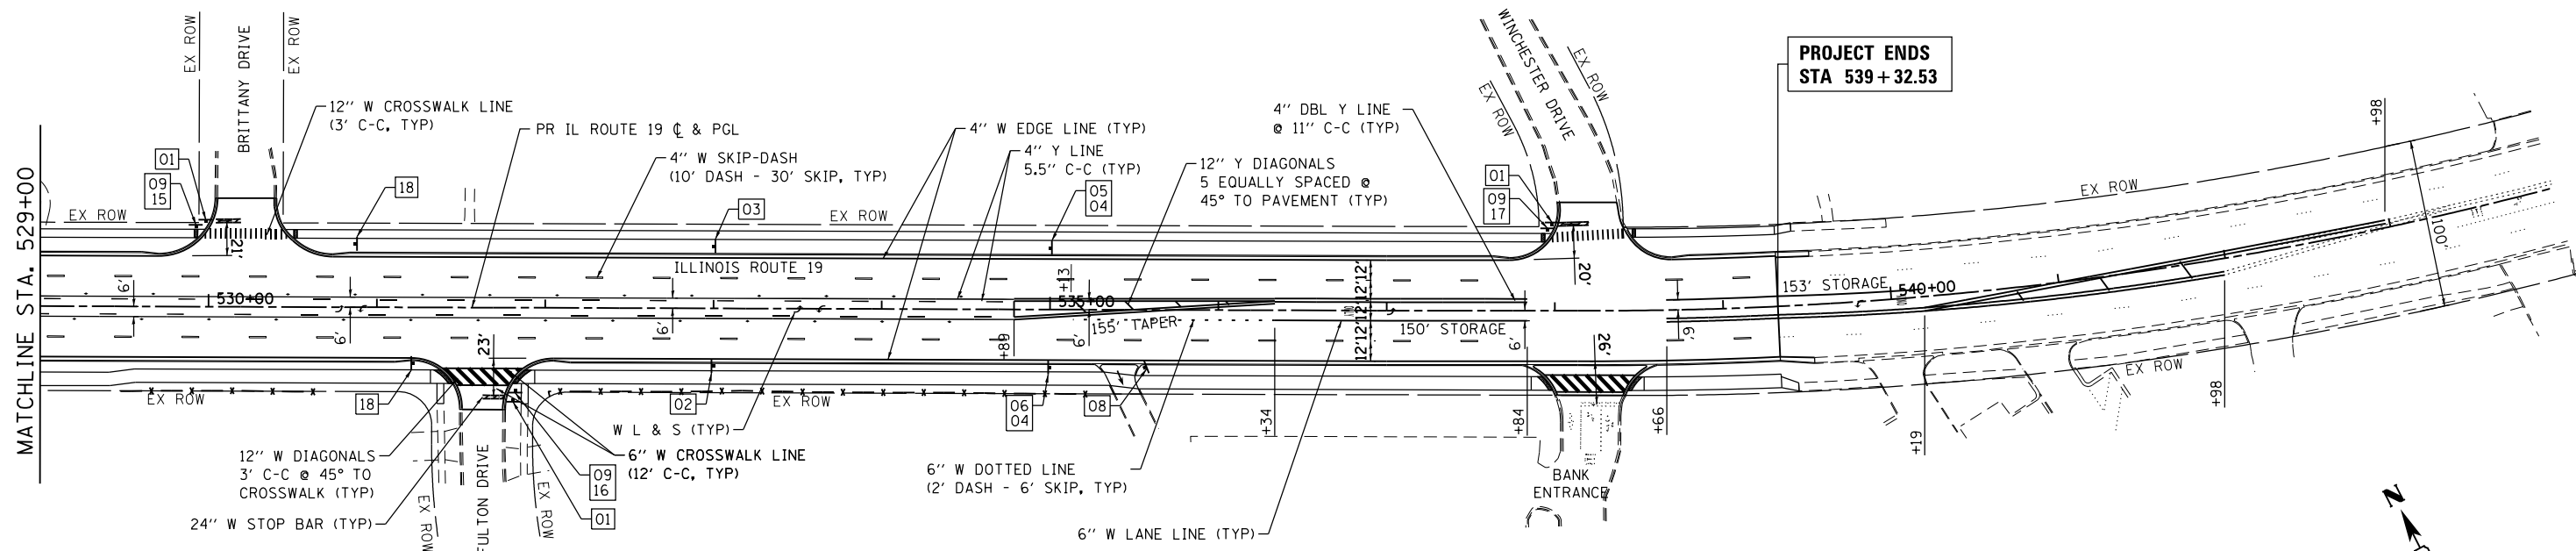 EX ROW
BRITTANY DRIVE
EX ROW
12" W CROSSWALK LINE
(3' C-C, TYP)
PR IL ROUTE 19 ℄ & PGL
4" W SKIP-DASH
(10' DASH - 30' SKIP, TYP)
4" W EDGE LINE (TYP)
4" Y LINE
5.5" C-C (TYP)
12" Y DIAGONALS
5 EQUALLY SPACED @
45° TO PAVEMENT (TYP)
4" DBL Y LINE
@ 11" C-C (TYP)
WINCHESTER DRIVE
EX ROW
EX ROW
PROJECT ENDS
STA 539+32.53
+98
MATCHLINE STA. 529+00
01
09
15
18
03
05
04
01
09
17
EX ROW
EX ROW
EX ROW
100'
21'
ILLINOIS ROUTE 19
+13
12'
12'
12'
12'
12'
12'
20'
153' STORAGE
540+00
6'
530+00
6'
6'
535+00
6'
155' TAPER
150' STORAGE
6'
6'
23'
+89
26'
EX ROW
18
02
EX ROW
06
04
08
+34
+84
+66
+19
+98
EX ROW
W L & S (TYP)
12" W DIAGONALS
3' C-C @ 45° TO
CROSSWALK (TYP)
6" W CROSSWALK LINE
(12' C-C, TYP)
09
16
01
24" W STOP BAR (TYP)
EX ROW
FULTON DRIVE
EX ROW
6" W DOTTED LINE
(2' DASH - 6' SKIP, TYP)
6" W LANE LINE (TYP)
BANK
ENTRANCE
N